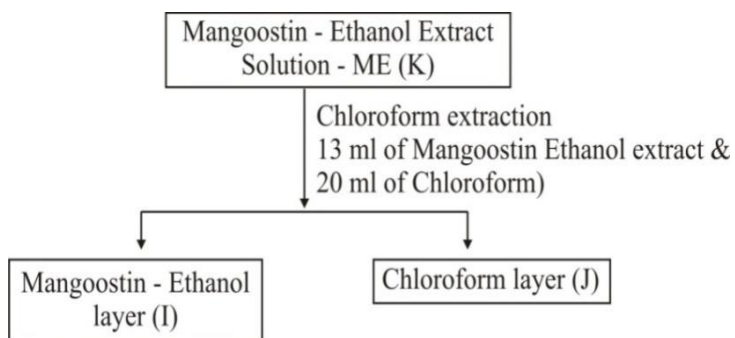 Mangoostin - Ethanol Extract
Solution - ME (K)
Chloroform extraction
13 ml of Mangoostin Ethanol extract &
20 ml of Chloroform)
Mangoostin - Ethanol
layer (I)
Chloroform layer (J)